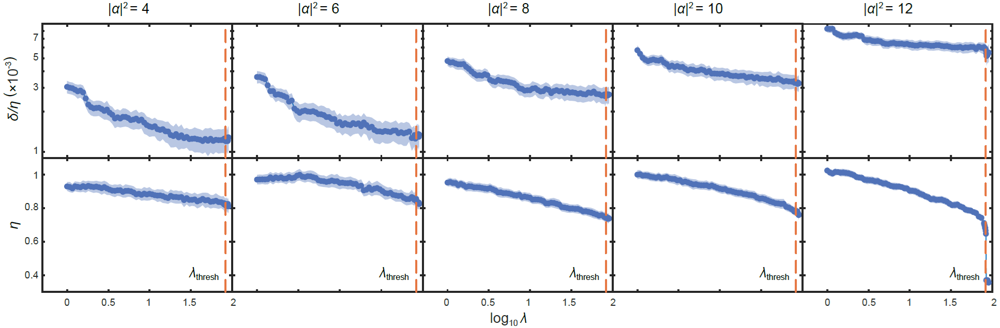 |α|² = 4 |α|² = 6 |α|² = 8 |α|² = 10 |α|² = 12
δ/η (×10⁻³)
7
5
3
1
η
1
0.8
0.6
0.4
λthresh λthresh λthresh λthresh λthresh
0 0.5 1 1.5 2 0 0.5 1 1.5 2 0 0.5 1 1.5 2
log₁₀ λ